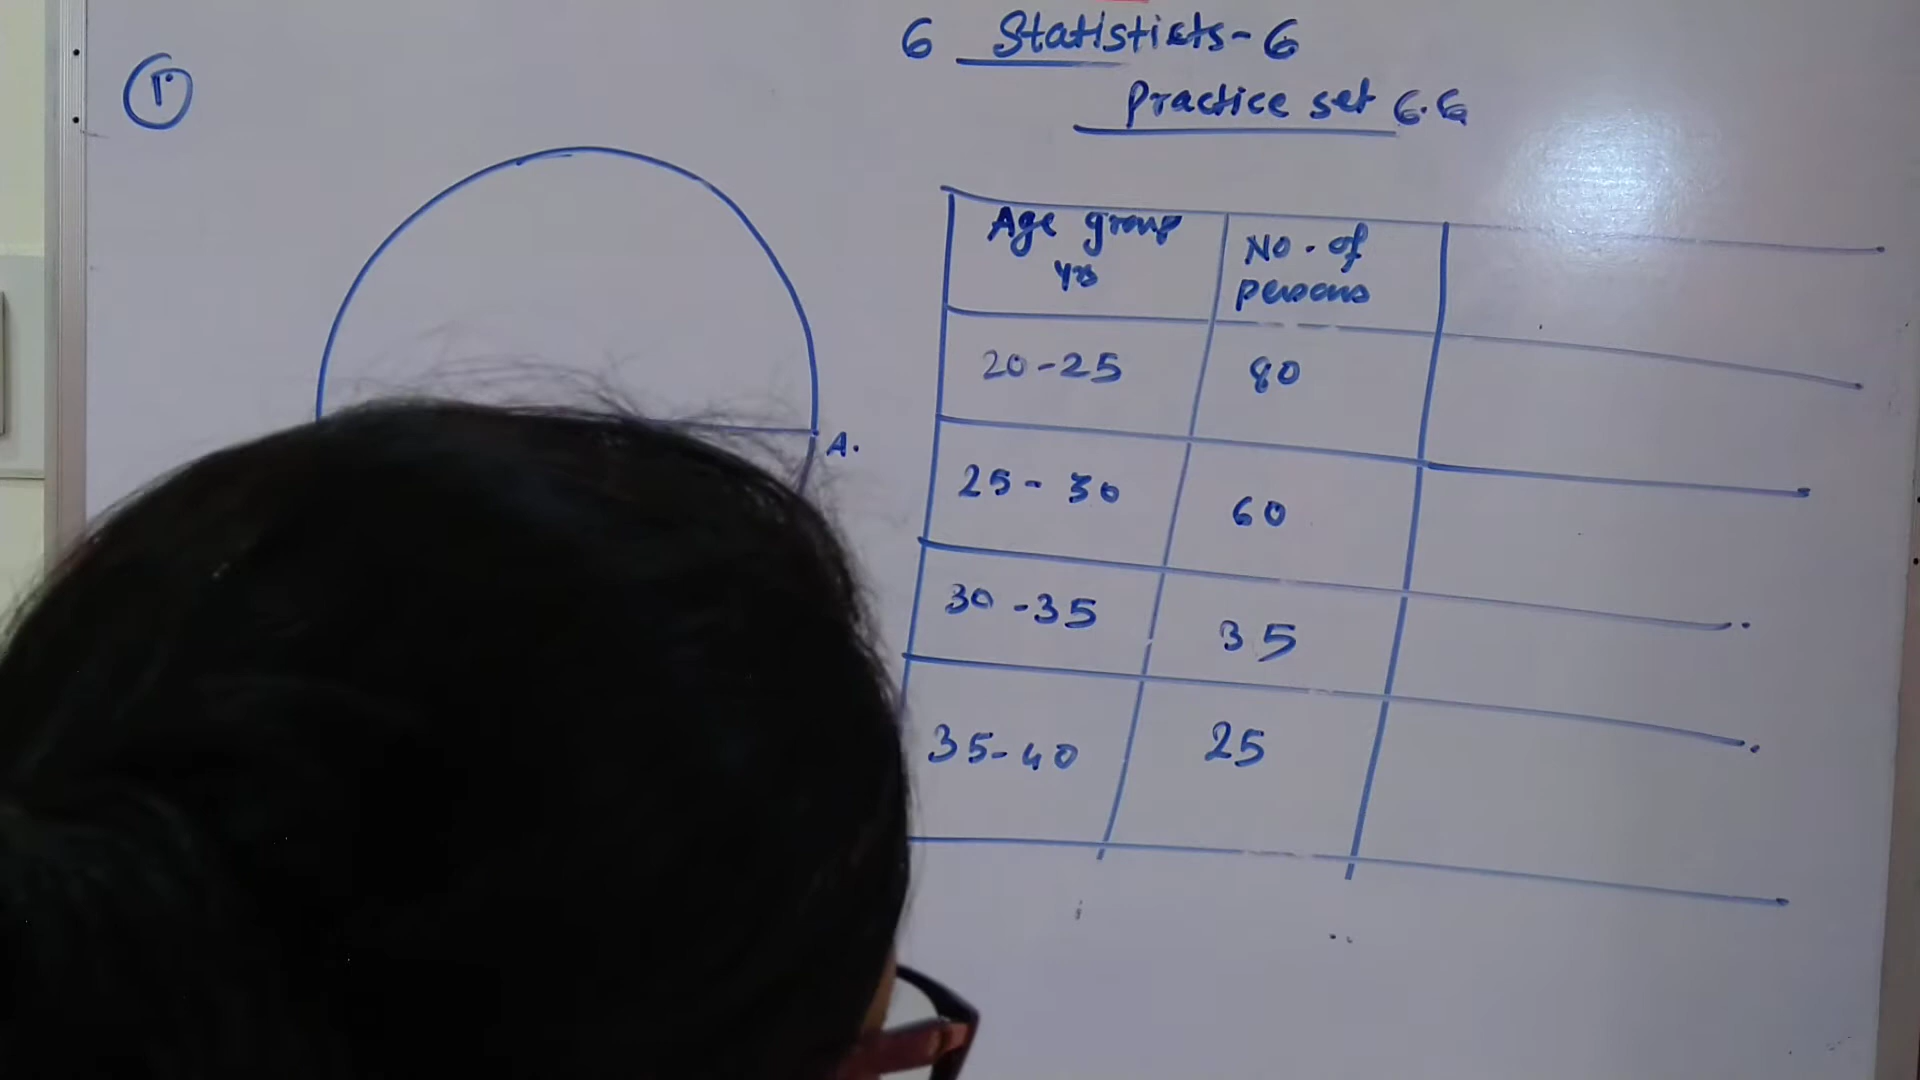 6 Statisticts-6
Practice set 6.6
1.
A.
Age group yrs
No. of persons
20-25 80
25-30 60
30-35 35
35-40 25